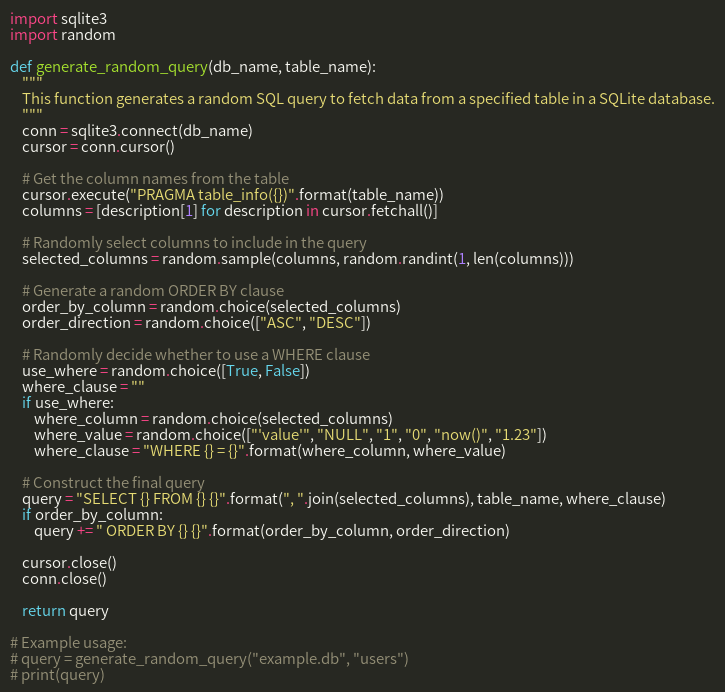 import sqlite3
import random

def generate_random_query(db_name, table_name):
    """
    This function generates a random SQL query to fetch data from a specified table in a SQLite database.
    """
    conn = sqlite3.connect(db_name)
    cursor = conn.cursor()

    # Get the column names from the table
    cursor.execute("PRAGMA table_info({})".format(table_name))
    columns = [description[1] for description in cursor.fetchall()]

    # Randomly select columns to include in the query
    selected_columns = random.sample(columns, random.randint(1, len(columns)))

    # Generate a random ORDER BY clause
    order_by_column = random.choice(selected_columns)
    order_direction = random.choice(["ASC", "DESC"])

    # Randomly decide whether to use a WHERE clause
    use_where = random.choice([True, False])
    where_clause = ""
    if use_where:
        where_column = random.choice(selected_columns)
        where_value = random.choice(["'value'", "NULL", "1", "0", "now()", "1.23"])
        where_clause = "WHERE {} = {}".format(where_column, where_value)

    # Construct the final query
    query = "SELECT {} FROM {} {}".format(", ".join(selected_columns), table_name, where_clause)
    if order_by_column:
        query += " ORDER BY {} {}".format(order_by_column, order_direction)

    cursor.close()
    conn.close()

    return query

# Example usage:
# query = generate_random_query("example.db", "users")
# print(query)